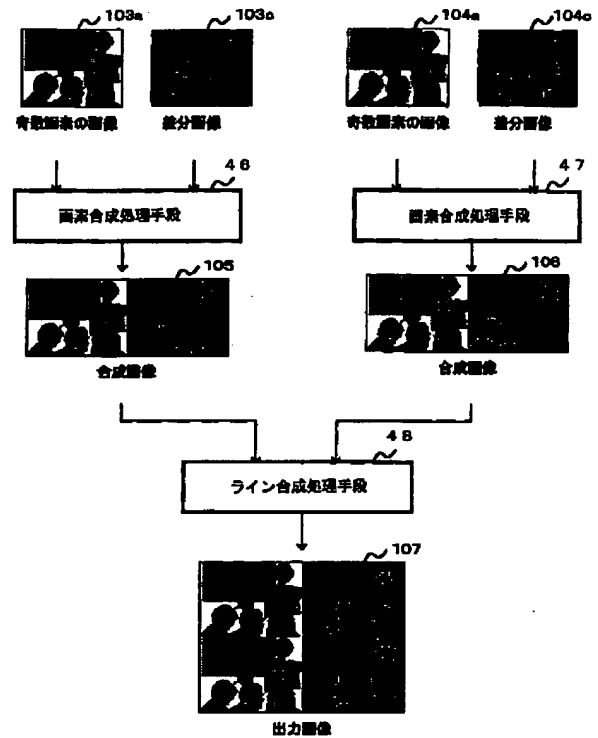 103a 103c 104a 104c
奇数画素の画像 差分画像 奇数画素の画像 差分画像
46 47
画素合成処理手段 画素合成処理手段
105 106
合成画像 合成画像
48
ライン合成処理手段
107
出力画像